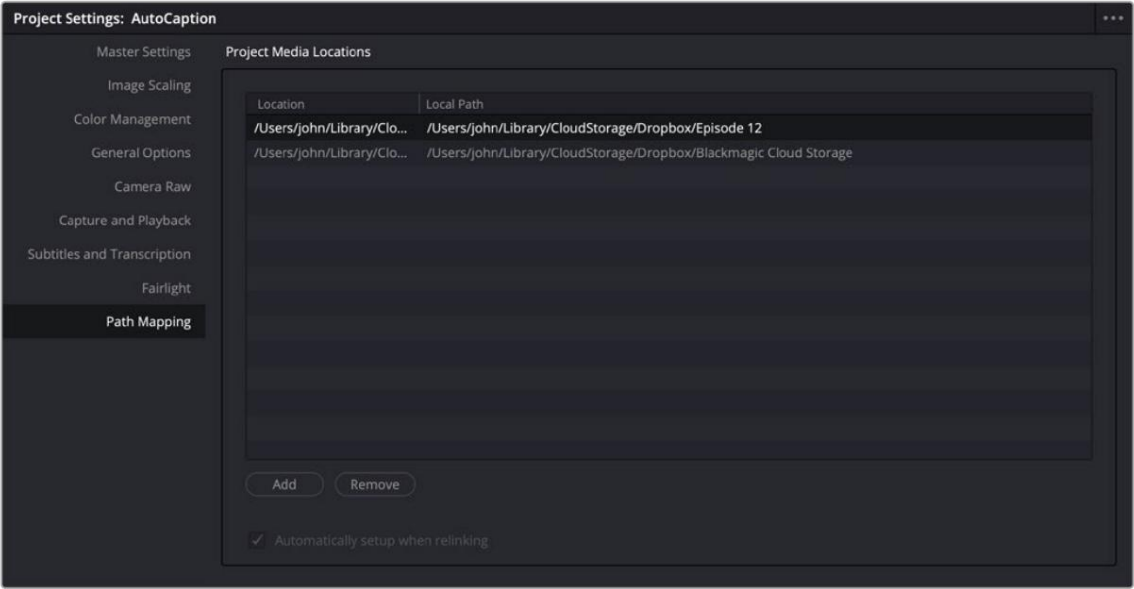 Project Settings: AutoCaption
Master Settings
Image Scaling
Color Management
General Options
Camera Raw
Capture and Playback
Subtitles and Transcription
Fairlight
Path Mapping
Project Media Locations
Location Local Path
/Users/john/Library/Clo... /Users/john/Library/CloudStorage/Dropbox/Episode 12
/Users/john/Library/Clo... /Users/john/Library/CloudStorage/Dropbox/Blackmagic Cloud Storage
Add Remove
Automatically setup when relinking